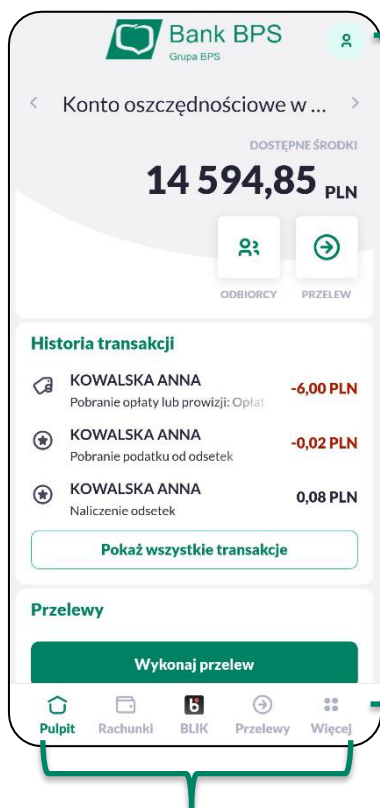 Bank BPS
Grupa BPS
Konto oszczędnościowe w ...
DOSTĘPNE ŚRODKI
14 594,85 PLN
ODBIORCY PRZELEW
Historia transakcji
KOWALSKA ANNA
Pobranie opłaty lub prowizji: Opłat
-6,00 PLN
KOWALSKA ANNA
Pobranie podatku od odsetek
-0,02 PLN
KOWALSKA ANNA
Naliczenie odsetek
0,08 PLN
Pokaż wszystkie transakcje
Przelewy
Wykonaj przelew
Pulpit Rachunki BLIK Przelewy Więcej